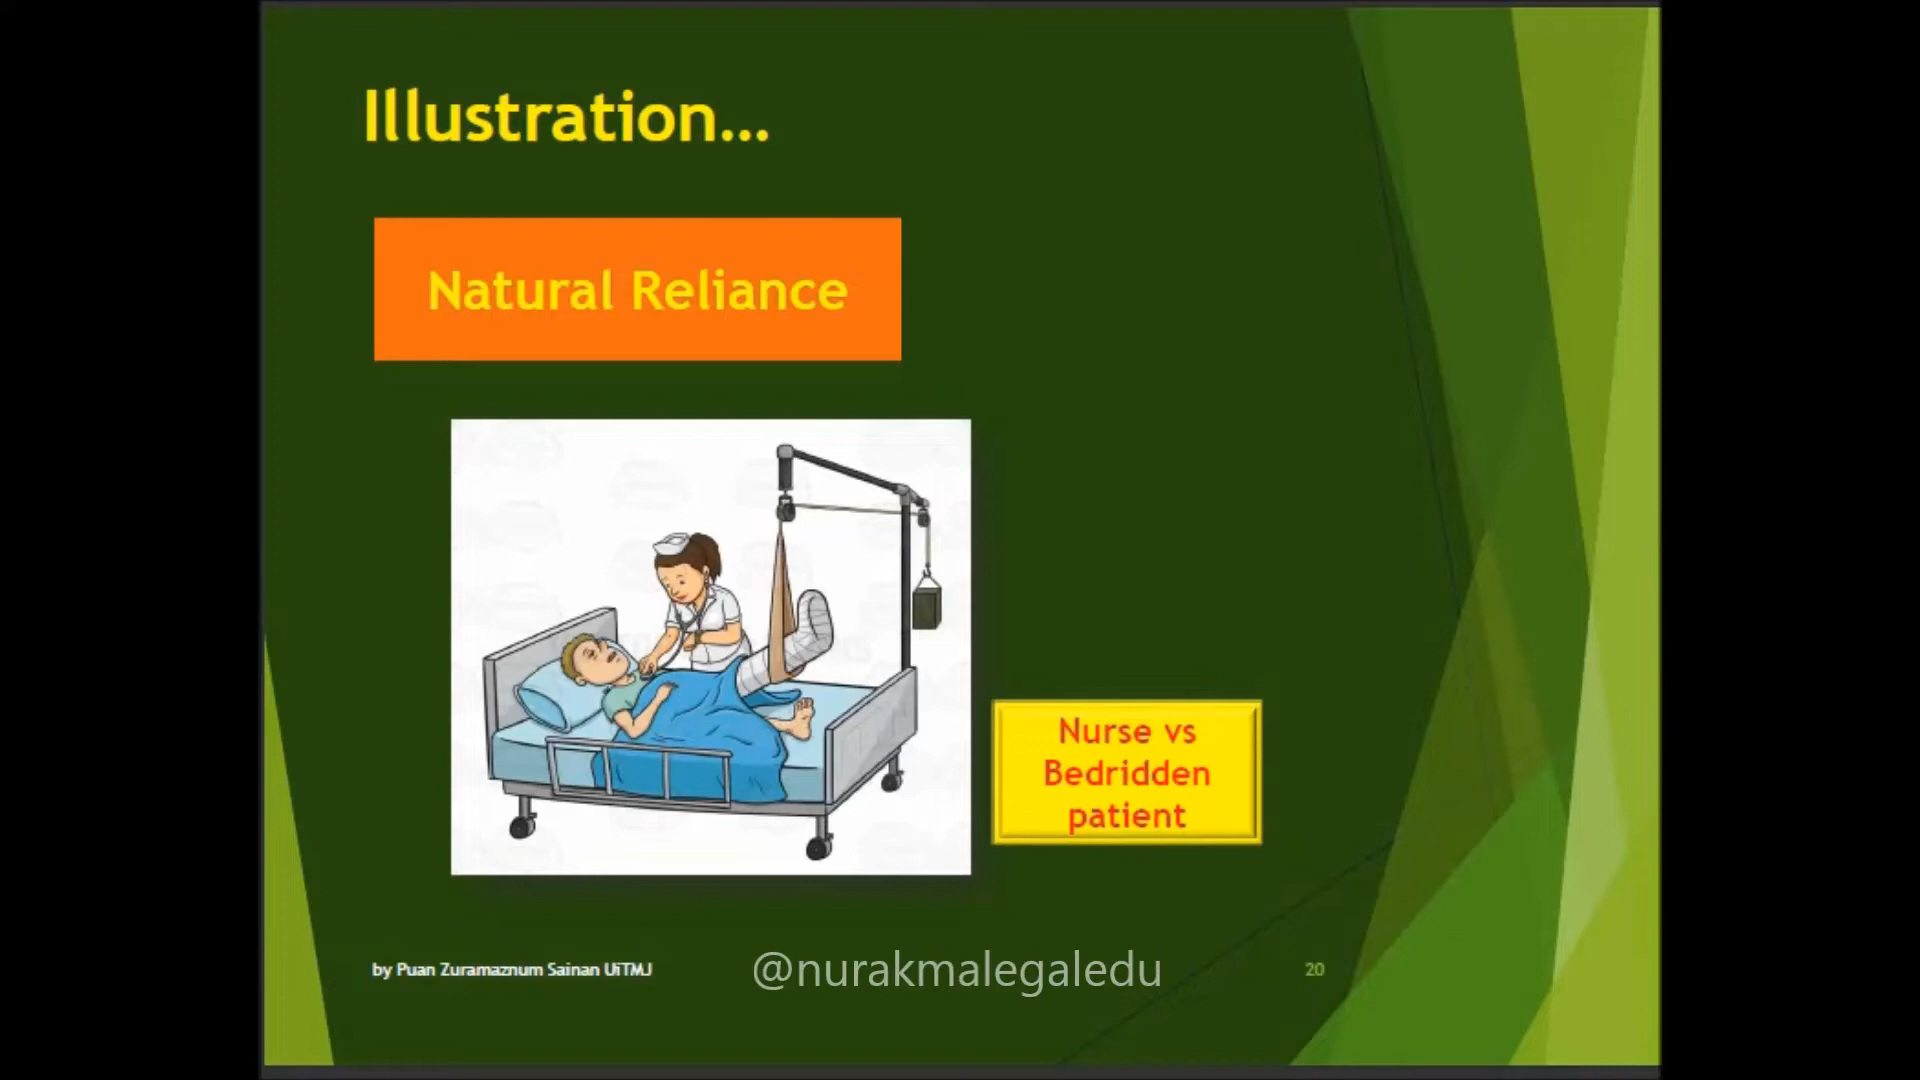 Illustration...
Natural Reliance
Nurse vs
Bedridden
patient
by Puan Zuramaznum Sainan UiTMJ
@nurakmalegaledu
20